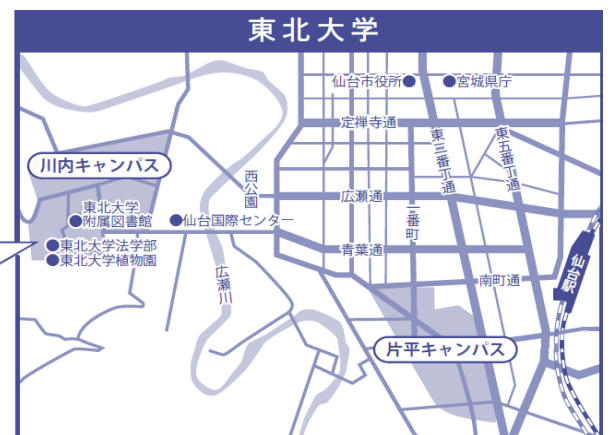 東北大学
仙台市役所●
●宮城県庁
定禅寺通
東三番丁通
東五番丁通
川内キャンパス
西公園
広瀬通
一番町
東北大学
●附属図書館
●仙台国際センター
●東北大学法学部
●東北大学植物園
青葉通
広瀬川
南町通
仙台駅
片平キャンパス